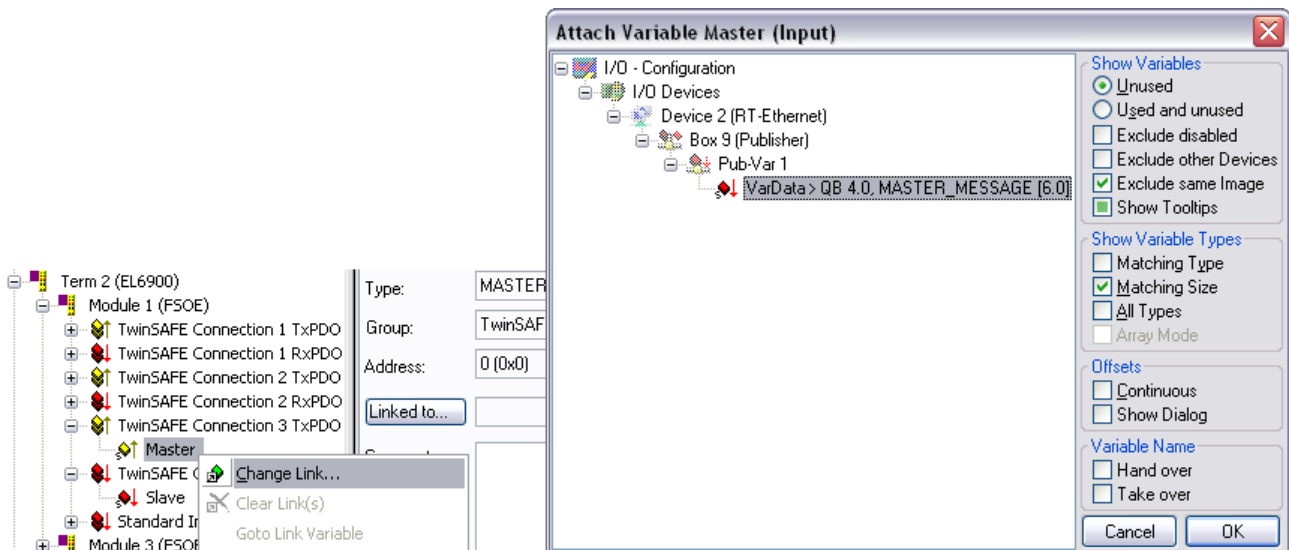 Attach Variable Master (Input)
I/O - Configuration
I/O Devices
Device 2 (RT-Ethernet)
Box 9 (Publisher)
Pub-Var 1
VarData > QB 4.0, MASTER_MESSAGE [6.0]
Show Variables
Unused
Used and unused
Exclude disabled
Exclude other Devices
Exclude same Image
Show Tooltips
Show Variable Types
Matching Type
Matching Size
All Types
Array Mode
Offsets
Continuous
Show Dialog
Variable Name
Hand over
Take over
Cancel
OK
Term 2 (EL6900)
Module 1 (FSOE)
TwinSAFE Connection 1 TxPDO
TwinSAFE Connection 1 RxPDO
TwinSAFE Connection 2 TxPDO
TwinSAFE Connection 2 RxPDO
TwinSAFE Connection 3 TxPDO
Master
TwinSAFE C
Slave
Standard Ir
Module 3 (FSOE
Change Link...
Clear Link(s)
Goto Link Variable
Type:
MASTER
Group:
TwinSAF
Address:
0 (0x0)
Linked to...